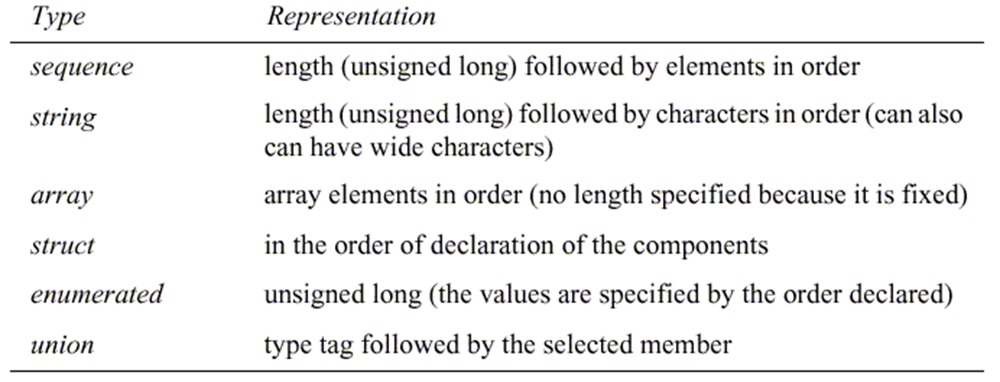 Type Representation
sequence length (unsigned long) followed by elements in order
string length (unsigned long) followed by characters in order (can also
can have wide characters)
array array elements in order (no length specified because it is fixed)
struct in the order of declaration of the components
enumerated unsigned long (the values are specified by the order declared)
union type tag followed by the selected member